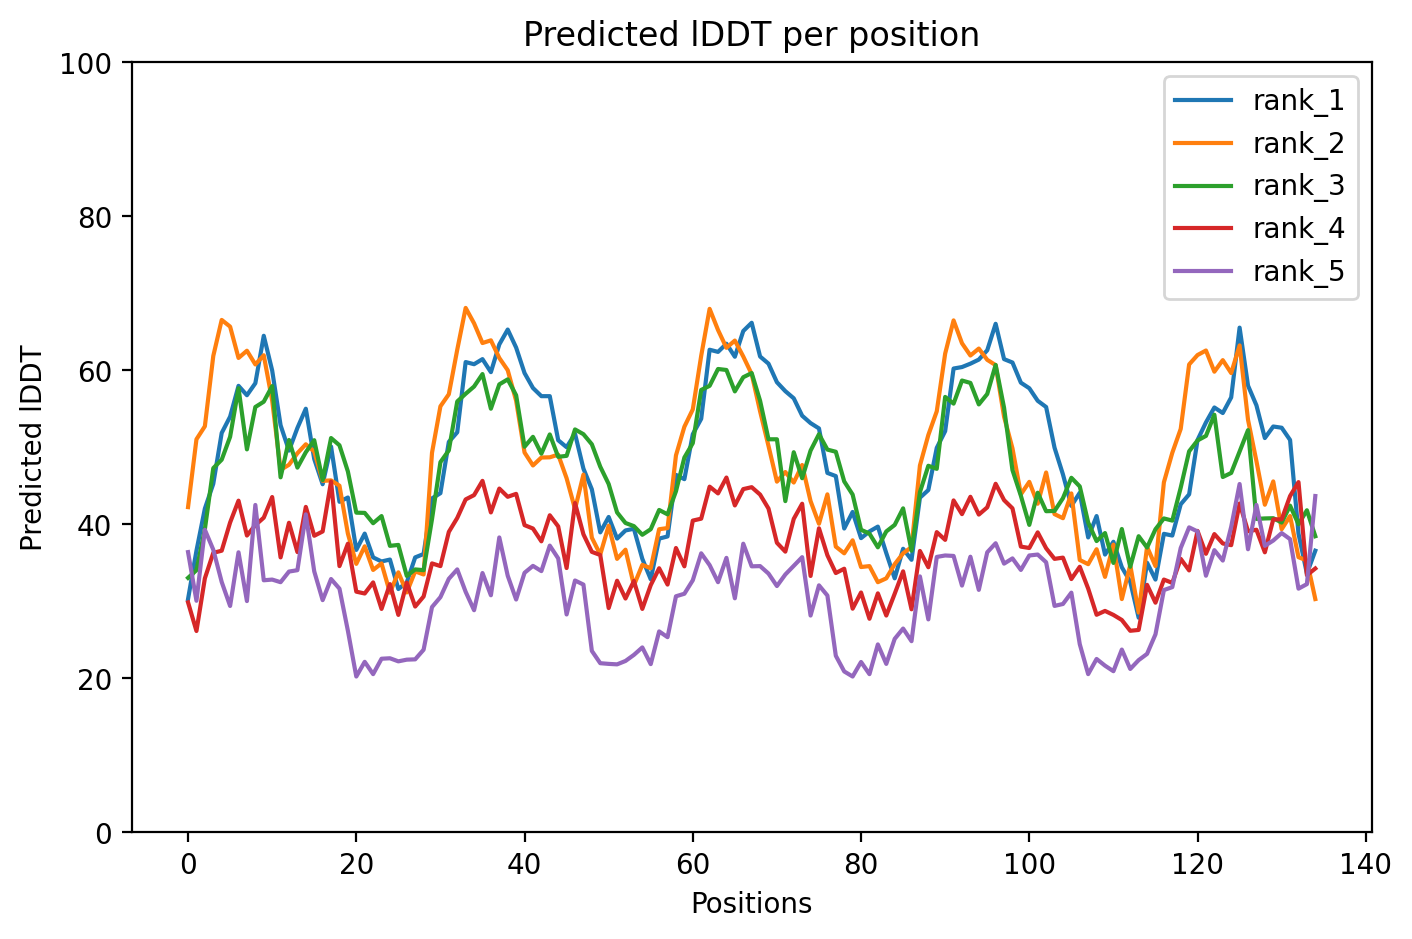 Predicted lDDT per position
100
80
60
40
20
0
Predicted lDDT
rank_1
rank_2
rank_3
rank_4
rank_5
0 20 40 60 80 100 120 140
Positions